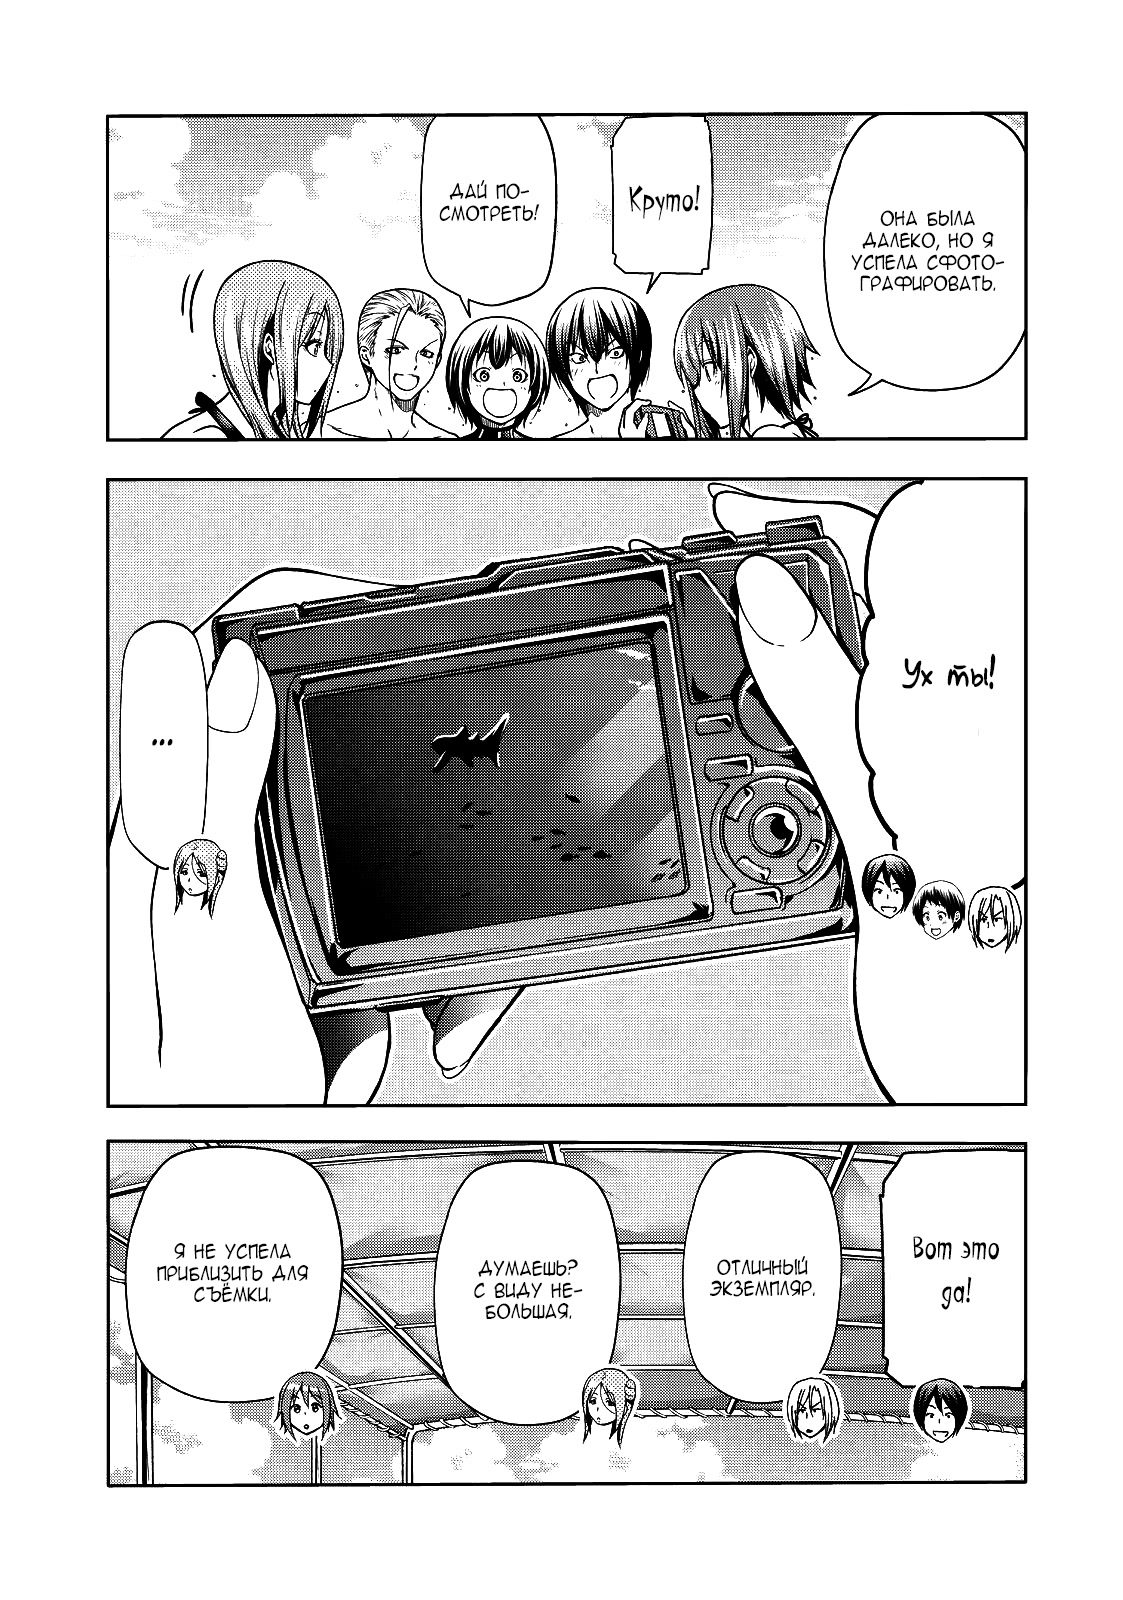 ОНА БЫЛА
ДАЛЕКО, НО Я
УСПЕЛА СФОТО-
ГРАФИРОВАТЬ.
Круто!
ДАЙ ПО-
СМОТРЕТЬ!
Ух ты!
...
Вот это
да!
ОТЛИЧНЫЙ
ЭКЗЕМПЛЯР.
ДУМАЕШЬ?
С ВИДУ НЕ-
БОЛЬШАЯ.
Я НЕ УСПЕЛА
ПРИБЛИЗИТЬ ДЛЯ
СЪЁМКИ.